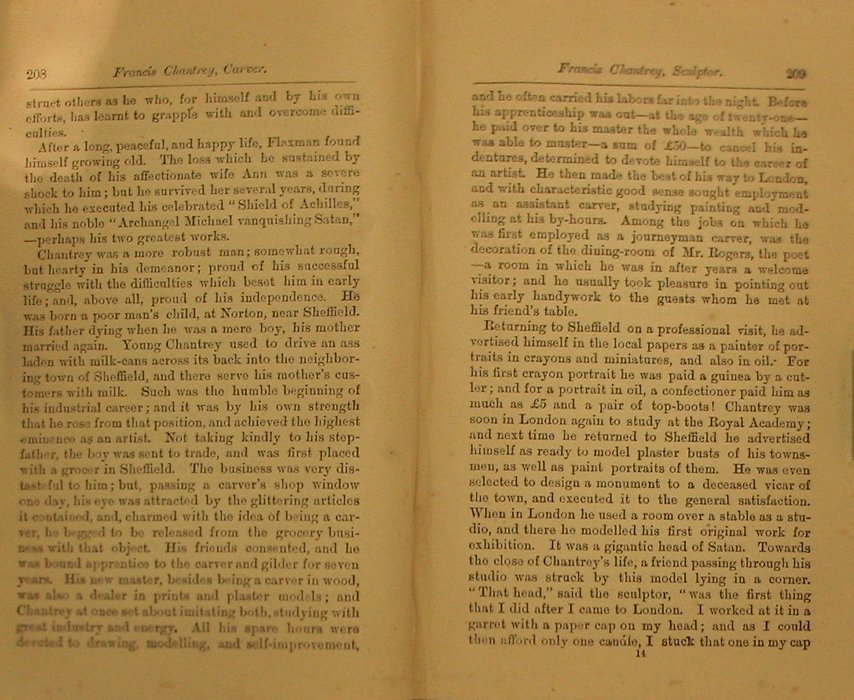 208 Francis Chantrey, Carver.
struct others as he who, for himself and by his own
efforts, has learnt to grapple with and overcome diffi-
culties.
After a long, peaceful, and happy life, Flaxman found
himself growing old. The loss which he sustained by
the death of his affectionate wife Ann was a severe
shock to him; but he survived her several years, during
which he executed his celebrated "Shield of Achilles,"
and his noble "Archangel Michael vanquishing Satan,"
—perhaps his two greatest works.
Chantrey was a more robust man; somewhat rough,
but hearty in his demeanor; proud of his successful
struggle with the difficulties which beset him in early
life; and, above all, proud of his independence. He
was born a poor man's child, at Norton, near Sheffield.
His father dying when he was a mere boy, his mother
married again. Young Chantrey used to drive an ass
laden with milk-cans across its back into the neighbor-
ing town of Sheffield, and there serve his mother's cus-
tomers with milk. Such was the humble beginning of
his industrial career; and it was by his own strength
that he rose from that position, and achieved the highest
eminence as an artist. Not taking kindly to his step-
father, the boy was sent to trade, and was first placed
with a grocer in Sheffield. The business was very dis-
tasteful to him; but, passing a carver's shop window
one day, his eye was attracted by the glittering articles
it contained, and, charmed with the idea of being a car-
ver, he begged to be released from the grocery busi-
ness with that object. His friends consented, and he
was bound apprentice to the carver and gilder for seven
years. His new master, besides being a carver in wood,
was also a dealer in prints and plaster models; and
Chantrey at once set about imitating both, studying with
great industry and energy. All his spare hours were
devoted to drawing, modelling, and self-improvement,
Francis Chantrey, Sculptor. 209
and he often carried his labors far into the night. Before
his apprenticeship was out—at the age of twenty-one—
he paid over to his master the whole wealth which he
was able to muster—a sum of £50—to cancel his in-
dentures, determined to devote himself to the career of
an artist. He then made the best of his way to London,
and with characteristic good sense sought employment
as an assistant carver, studying painting and mod-
elling at his by-hours. Among the jobs on which he
was first employed as a journeyman carver, was the
decoration of the dining-room of Mr. Rogers, the poet
—a room in which he was in after years a welcome
visitor; and he usually took pleasure in pointing out
his early handywork to the guests whom he met at
his friend's table.
Returning to Sheffield on a professional visit, he ad-
vertised himself in the local papers as a painter of por-
traits in crayons and miniatures, and also in oil. For
his first crayon portrait he was paid a guinea by a cut-
ler; and for a portrait in oil, a confectioner paid him as
much as £5 and a pair of top-boots! Chantrey was
soon in London again to study at the Royal Academy;
and next time he returned to Sheffield he advertised
himself as ready to model plaster busts of his towns-
men, as well as paint portraits of them. He was even
selected to design a monument to a deceased vicar of
the town, and executed it to the general satisfaction.
When in London he used a room over a stable as a stu-
dio, and there he modelled his first original work for
exhibition. It was a gigantic head of Satan. Towards
the close of Chantrey's life, a friend passing through his
studio was struck by this model lying in a corner.
"That head," said the sculptor, "was the first thing
that I did after I came to London. I worked at it in a
garret with a paper cap on my head; and as I could
then afford only one candle, I stuck that one in my cap
14